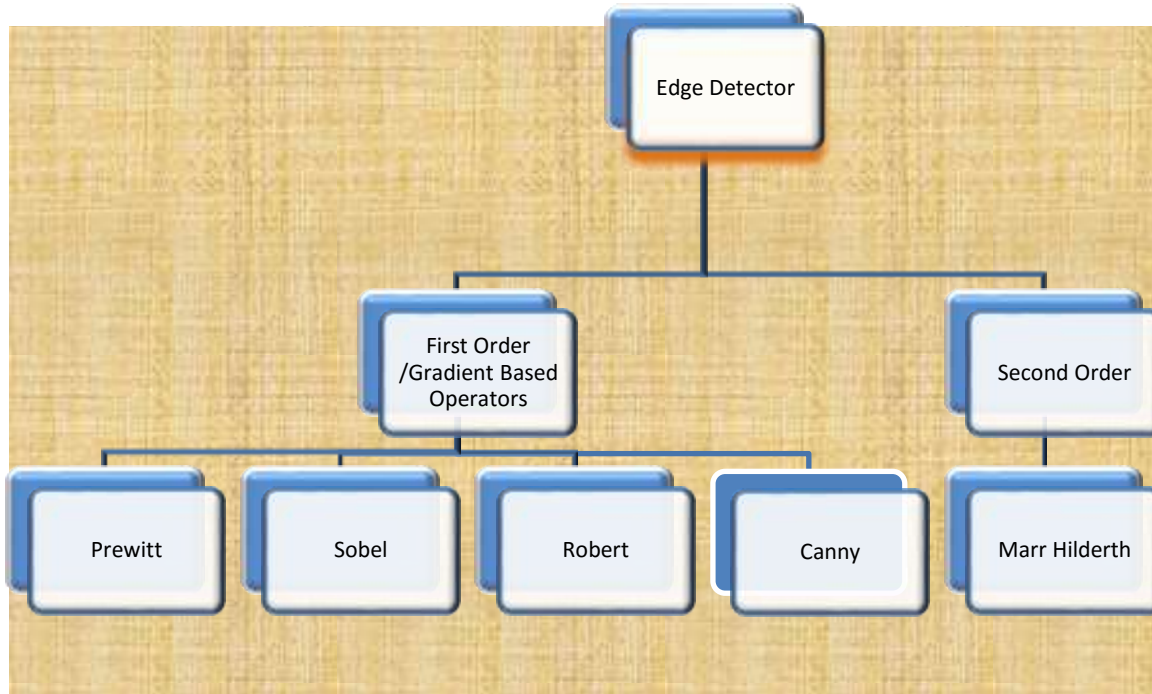 Edge Detector
First Order
/Gradient Based
Operators
Second Order
Prewitt
Sobel
Robert
Canny
Marr Hilderth